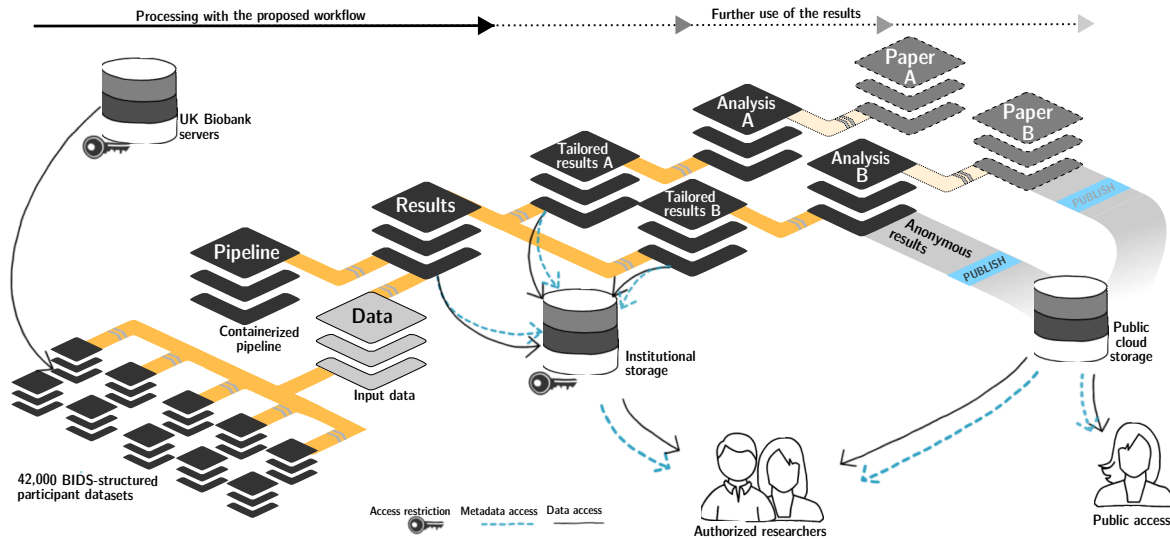 Processing with the proposed workflow
Further use of the results
UK Biobank
servers
Paper
A
Paper
B
Analysis
A
Analysis
B
Tailored
results A
Tailored
results B
Results
Pipeline
Containerized
pipeline
Data
Input data
Anonymous
results
PUBLISH
PUBLISH
Institutional
storage
Public
cloud
storage
42,000 BIDS-structured
participant datasets
Access restriction
Metadata access
Data access
Authorized researchers
Public access